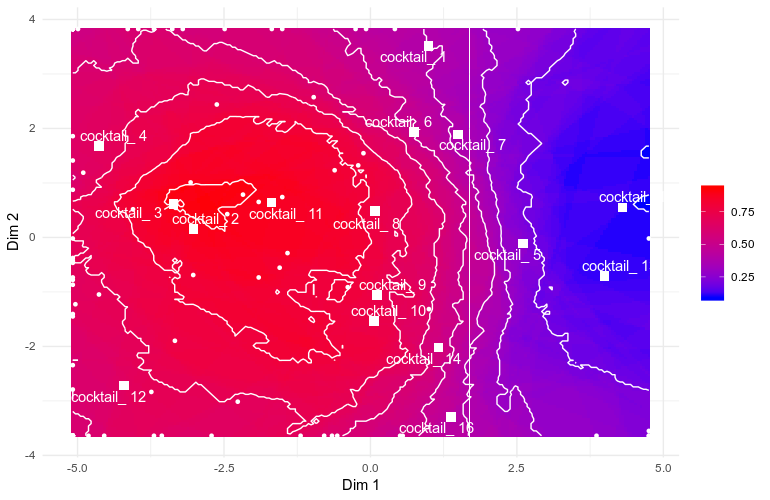 4
cocktail_ 1
cocktail_ 6
2
cocktail_ 4
cocktail_ 7
0.75
cocktail_ 3
cocktail_ 2
cocktail_ 11
cocktail_ 8
cocktail_
Dim 2
0
0.50
cocktail_ 5
cocktail_ 1
0.25
cocktail_ 9
cocktail_ 10
-2
cocktail_ 14
cocktail_ 12
cocktail_ 16
-4
-5.0
-2.5
0.0
2.5
5.0
Dim 1